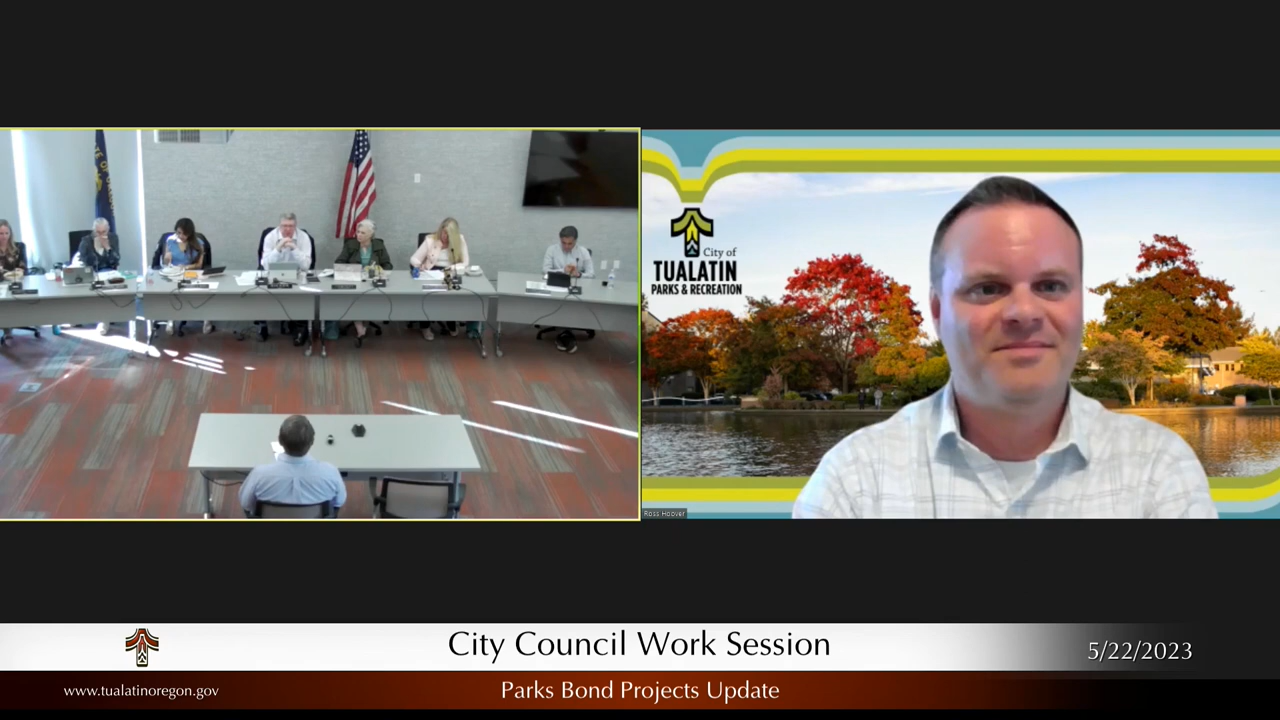 City of
TUALATIN
PARKS & RECREATION
Ross Hoover
City Council Work Session
5/22/2023
www.tualatinoregon.gov
Parks Bond Projects Update